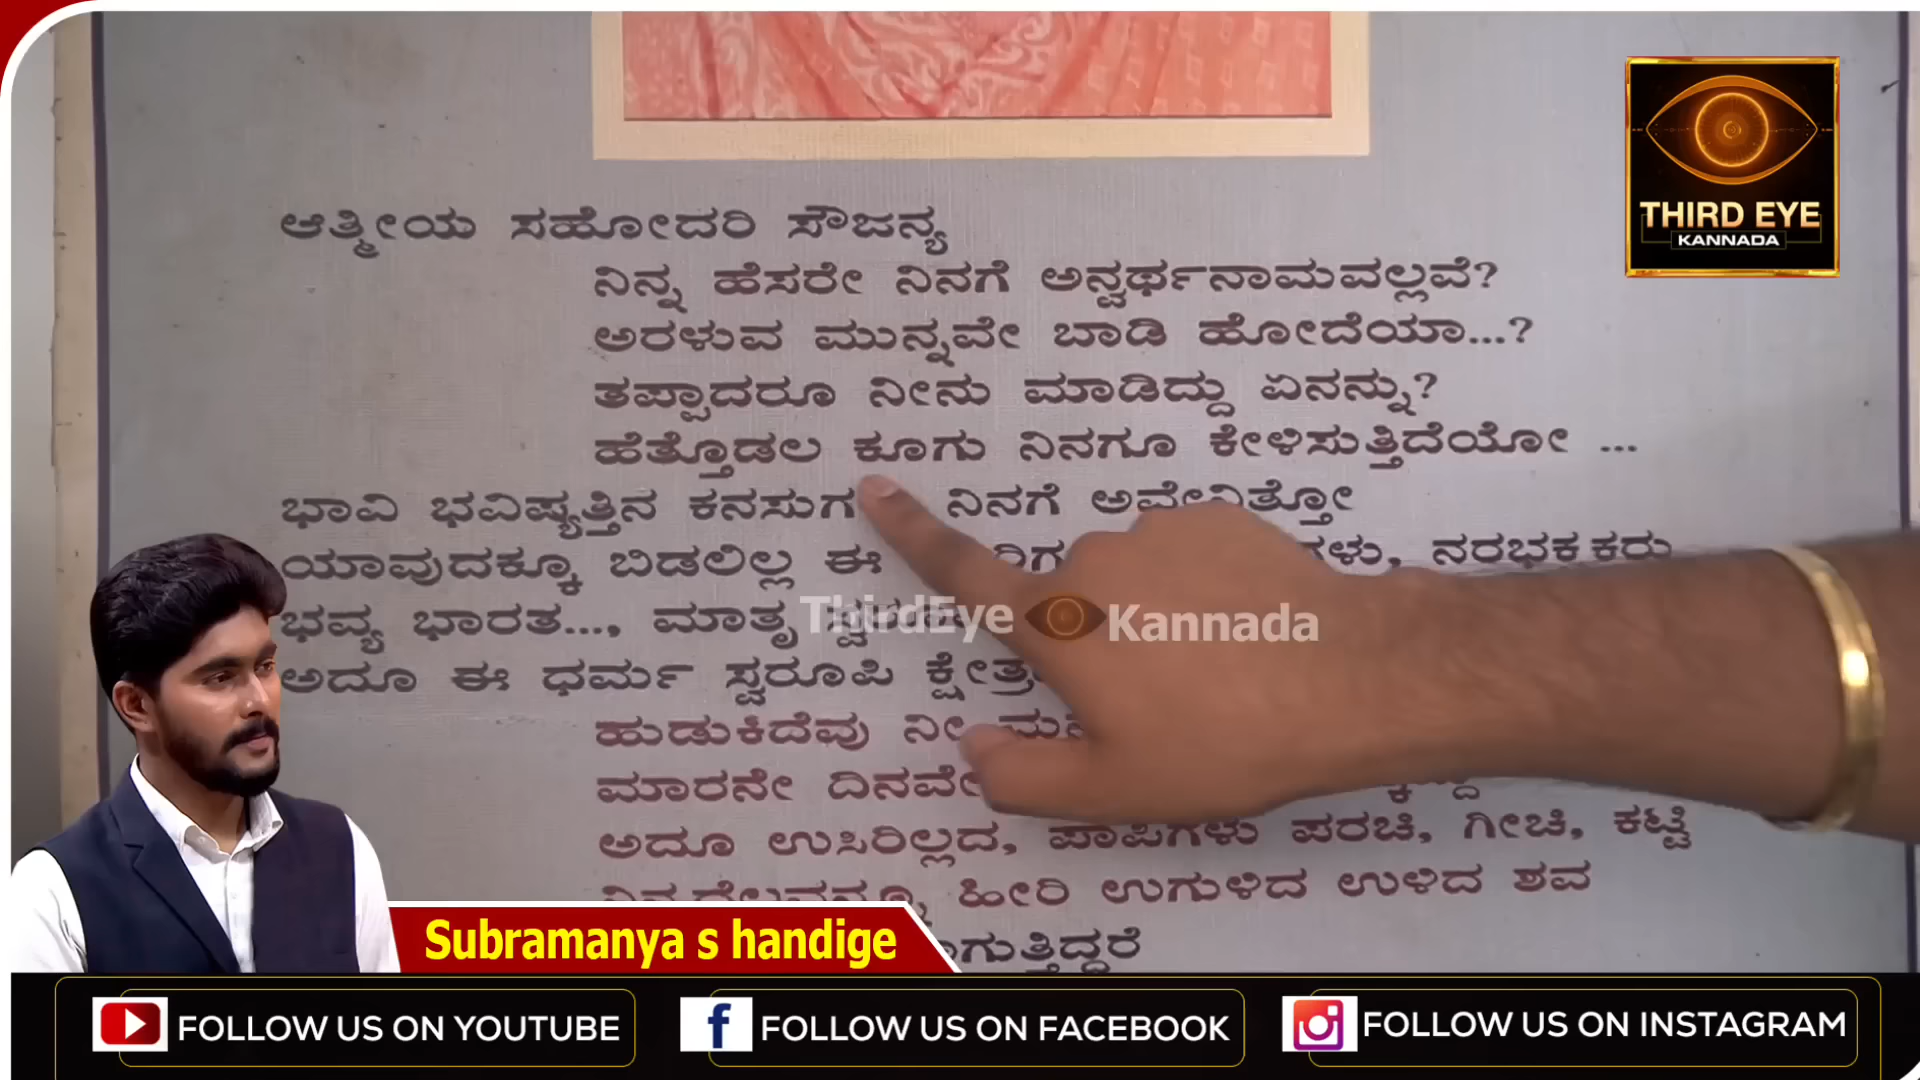 THIRD EYE
KANNADA
ಆತ್ಮೀಯ ಸಹೋದರಿ ಸೌಜನ್ಯ
ನಿನ್ನ ಹೆಸರೇ ನಿನಗೆ ಅನ್ವರ್ಥನಾಮವಲ್ಲವೆ?
ಅರಳುವ ಮುನ್ನವೇ ಬಾಡಿ ಹೋದೆಯಾ...?
ತಪ್ಪಾದರೂ ನೀನು ಮಾಡಿದ್ದು ಏನನ್ನು?
ಹೆತ್ತೊಡಲ ಕೂಗು ನಿನಗೂ ಕೇಳಿಸುತ್ತಿದೆಯೋ ...
ಭಾವಿ ಭವಿಷ್ಯತ್ತಿನ ನಿನಗೆ
ಯಾವುದಕ್ಕೂ ಬಿಡಲಿಲ್ಲ ಈ ನರಭಕ್ಷಕರು
ಭವ್ಯ ಭಾರತ..., ಮಾತೃ
ThirdEye Kannada
ಅದೂ ಈ ಧರ್ಮ ಸ್ವರೂಪಿ
ಹುಡುಕಿದೆವು ನೀ
ಮಾರನೇ ದಿನವೇ
ಅದೂ ಉಸಿರಿಲ್ಲದ, ಪಾಪಿಗಳು ಪರಚಿ, ಗೀಚಿ, ಕಟ್ಟಿ
ಹೀರಿ ಉಗುಳಿದ ಉಳಿದ ಶವ
Subramanya s handige
FOLLOW US ON YOUTUBE
FOLLOW US ON FACEBOOK
FOLLOW US ON INSTAGRAM